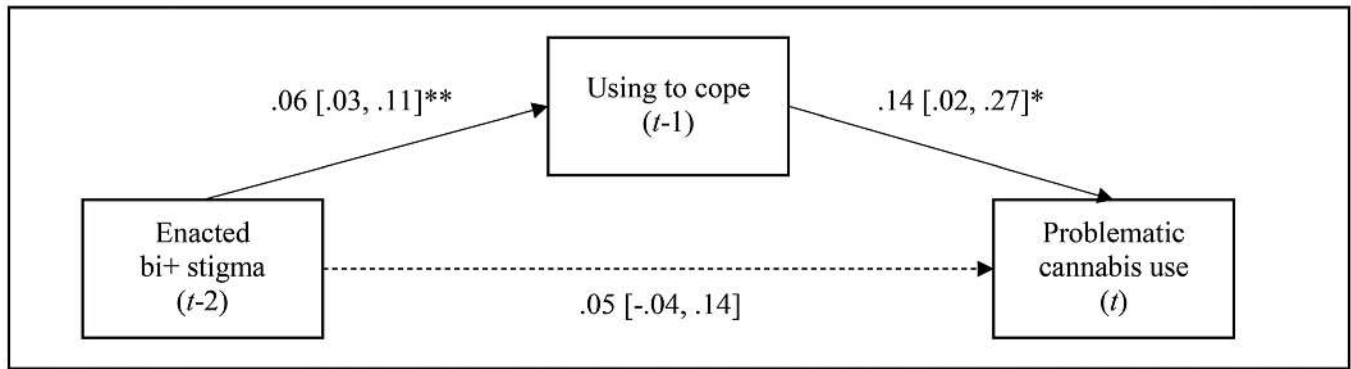 Using to cope
(t-1)
.06 [.03, .11]**
.14 [.02, .27]*
Enacted
bi+ stigma
(t-2)
Problematic
cannabis use
(t)
.05 [-.04, .14]